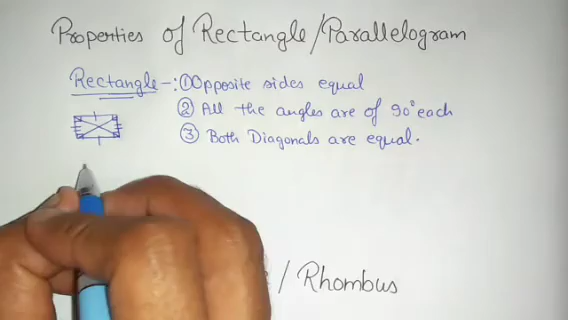 Properties of Rectangle/Parallelogram
Rectangle-:①Opposite sides equal
② All the angles are of 90° each
③ Both Diagonals are equal.
/ Rhombus